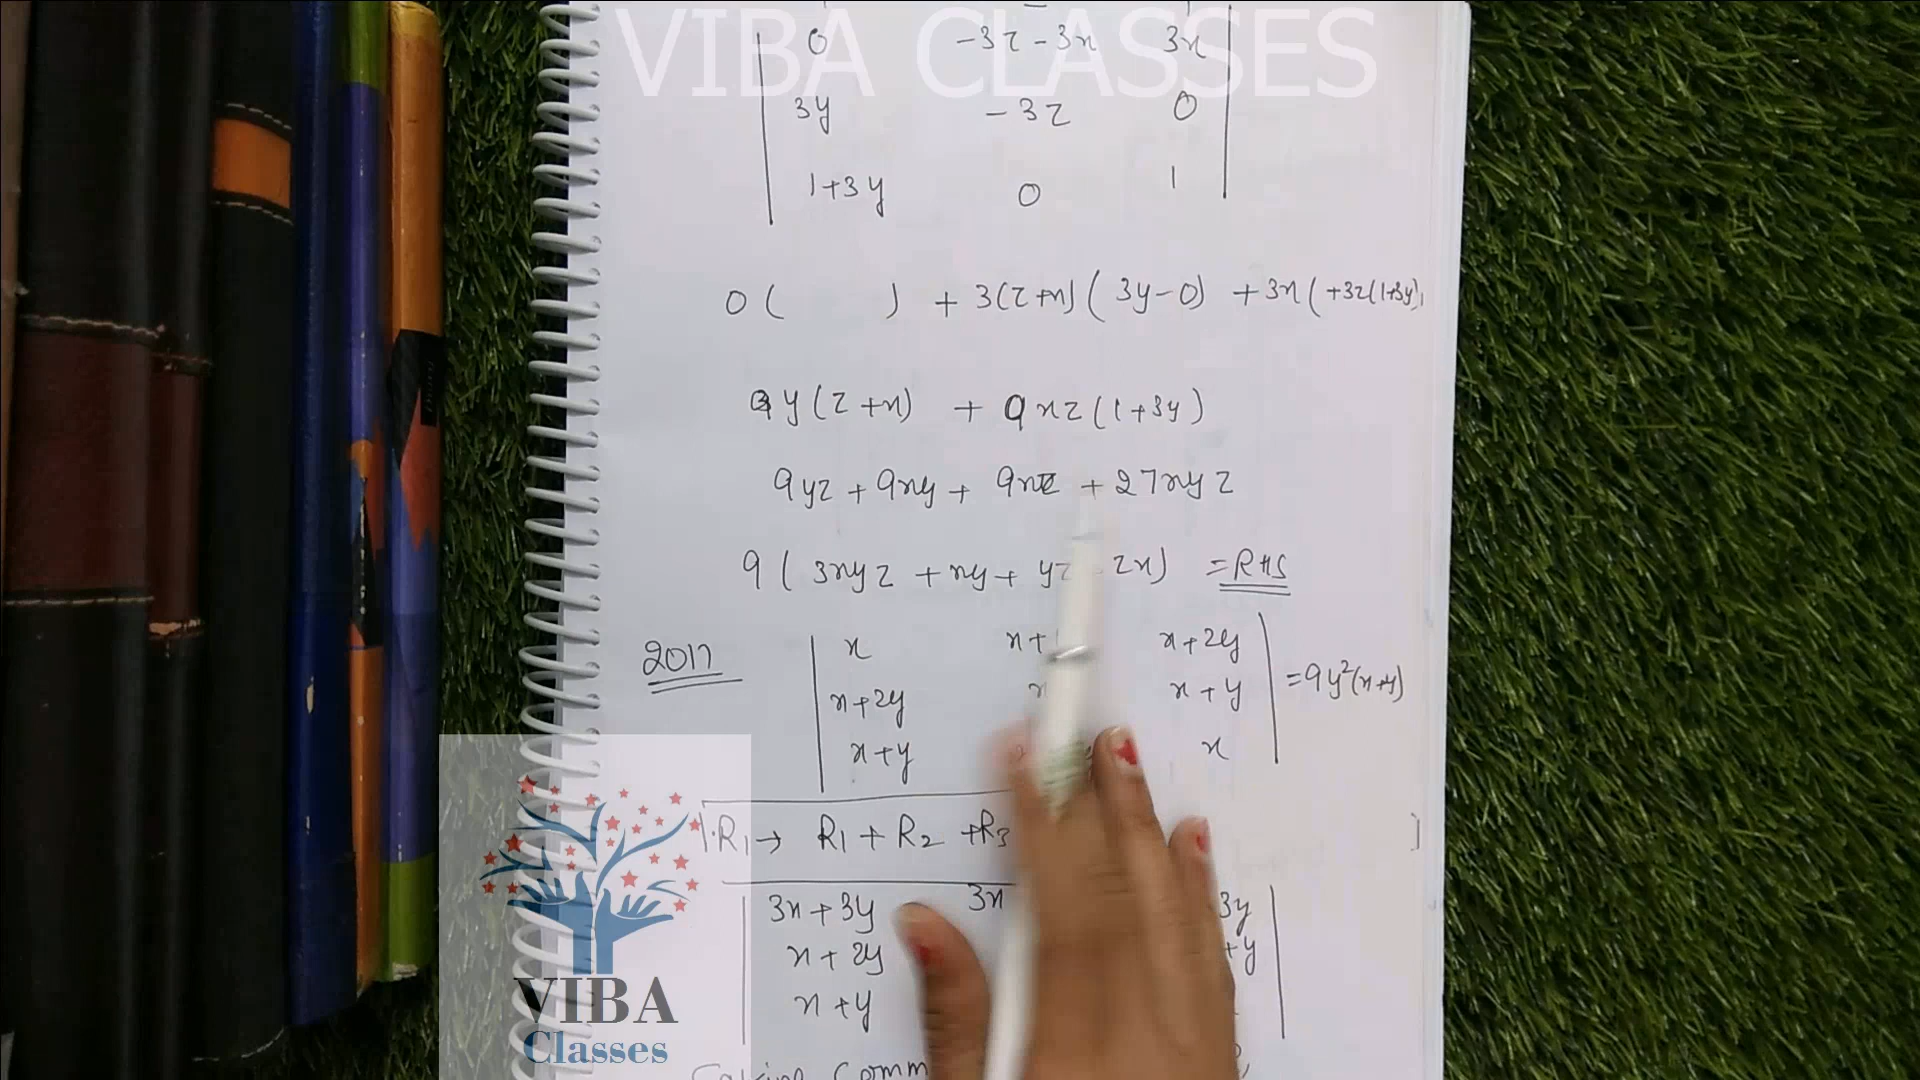 VIBA CLASSES
0 -3z-3x 3x
3y -3z 0
1+3y 0 1
0( ) + 3(z+x)(3y-0) +3x(+3z(1+3y)
9y(z+x) + 9xz(1+3y)
9yz + 9xy + 9xz + 27xyz
9(3xyz + xy + yz zx) = RHS
2017
x x+ x+2y
x+2y x x+y =9y²(x+y)
x+y x
R1 → R1 + R2 + R3
3x+3y 3x 3y
x+2y +y
x+y
VIBA
Classes